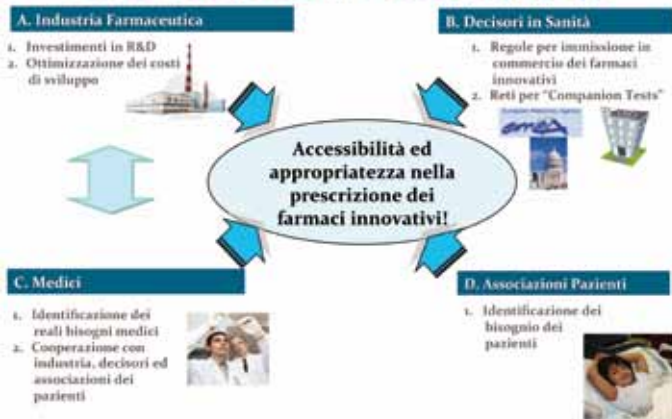 A. Industria Farmaceutica
1. Investimenti in R&D
2. Ottimizzazione dei costi
di sviluppo
B. Decisori in Sanità
1. Regole per immissione in
commercio dei farmaci
innovativi
2. Reti per "Companion Tests"
emea
Accessibilità ed
appropriatezza nella
prescrizione dei
farmaci innovativi!
C. Medici
1. Identificazione dei
reali bisogni medici
2. Cooperazione con
industria, decisori ed
associazioni dei
pazienti
D. Associazioni Pazienti
1. Identificazione dei
bisognio dei
pazienti